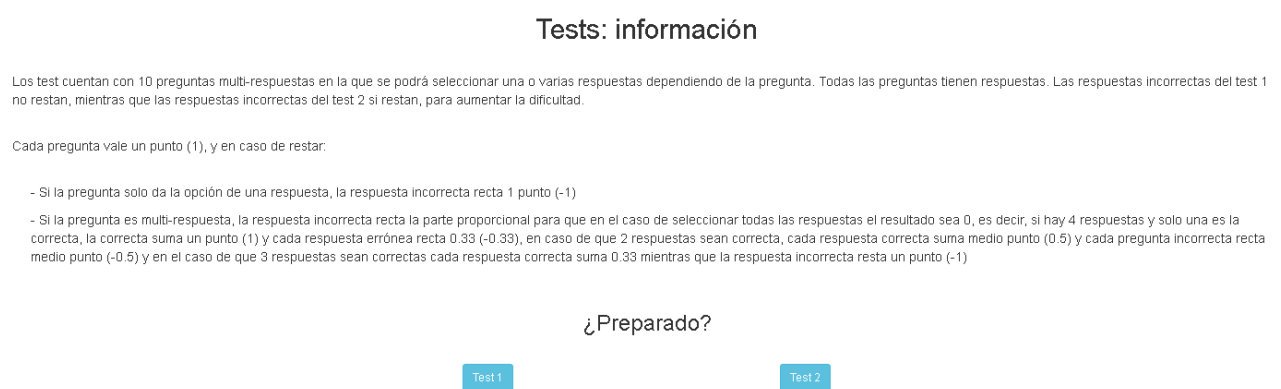 Tests: información
Los test cuentan con 10 preguntas multi-respuestas en la que se podrá seleccionar una o varias respuestas dependiendo de la pregunta. Todas las preguntas tienen respuestas. Las respuestas incorrectas del test 1
no restan, mientras que las respuestas incorrectas del test 2 si restan, para aumentar la dificultad.
Cada pregunta vale un punto (1), y en caso de restar:
- Si la pregunta solo da la opción de una respuesta, la respuesta incorrecta recta 1 punto (-1)
- Si la pregunta es multi-respuesta, la respuesta incorrecta recta la parte proporcional para que en el caso de seleccionar todas las respuestas el resultado sea 0, es decir, si hay 4 respuestas y solo una es la
correcta, la correcta suma un punto (1) y cada respuesta errónea recta 0.33 (-0.33), en caso de que 2 respuestas sean correcta, cada respuesta correcta suma medio punto (0.5) y cada pregunta incorrecta recta
medio punto (-0.5) y en el caso de que 3 respuestas sean correctas cada respuesta correcta suma 0.33 mientras que la respuesta incorrecta resta un punto (-1)
¿Preparado?
Test 1 Test 2